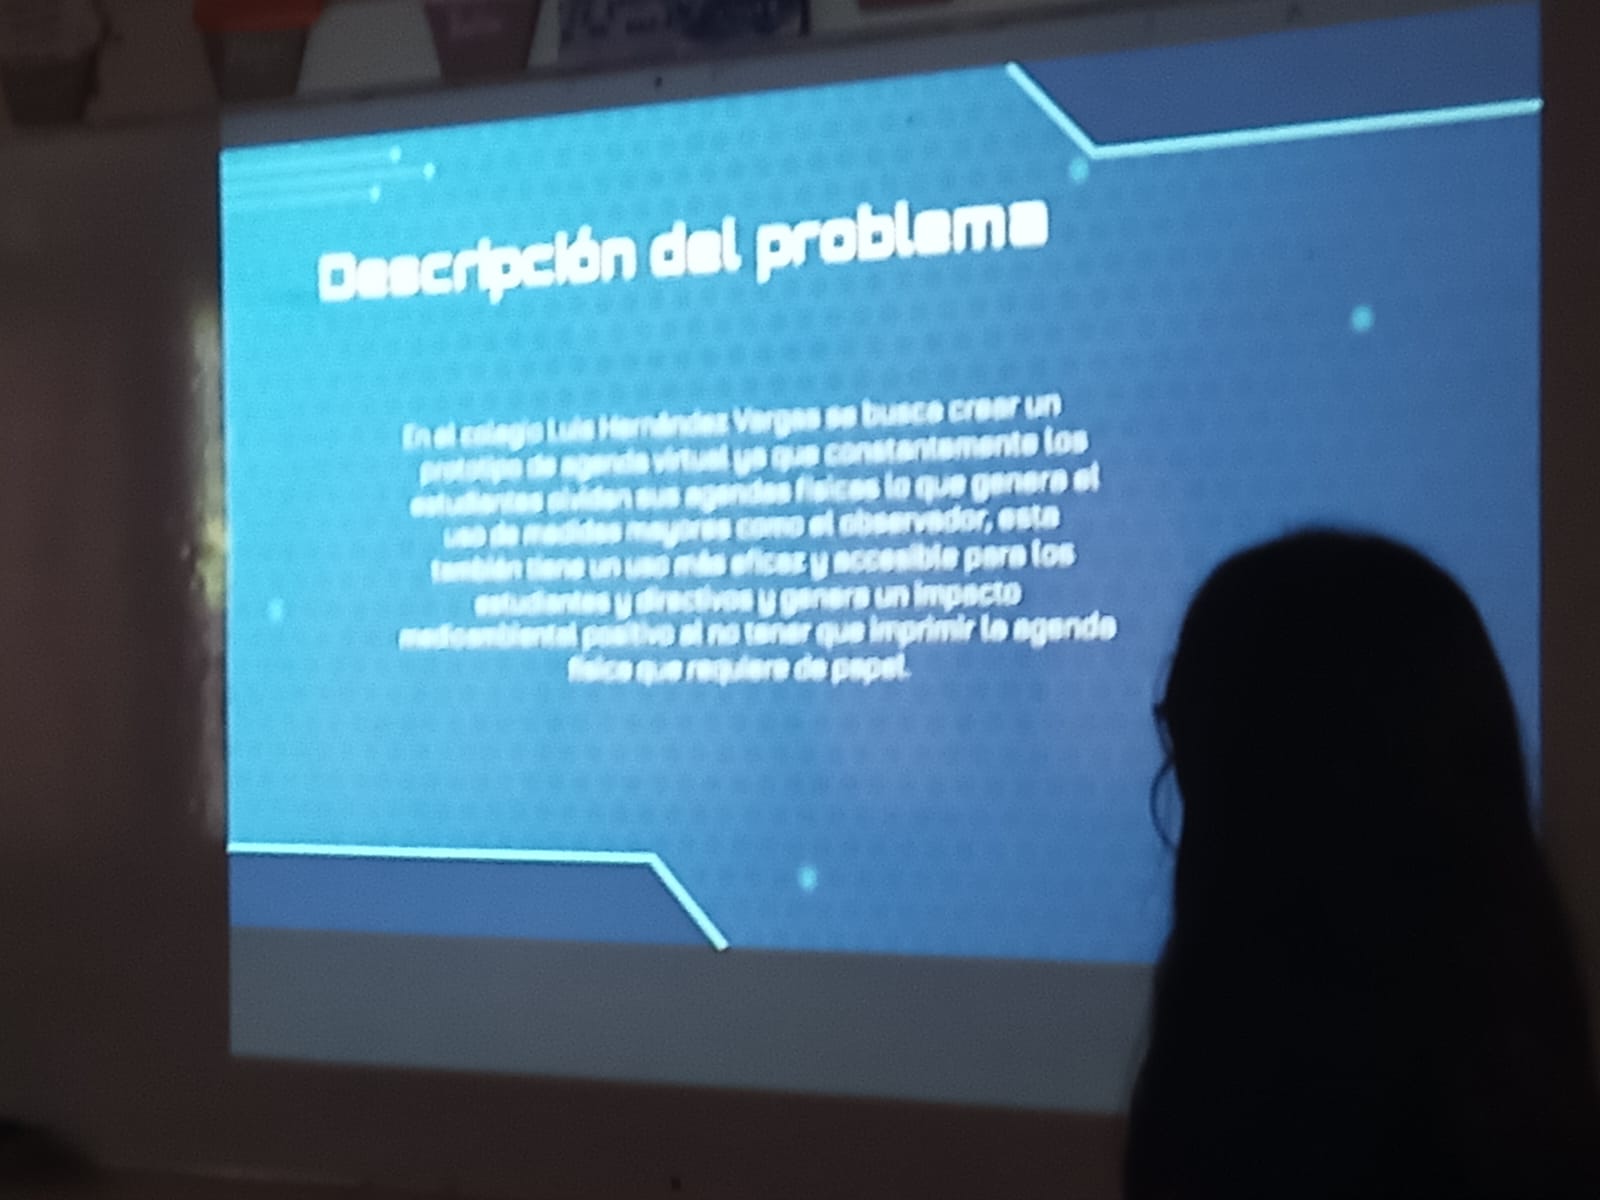 Descripción del problema
En el colegio Luis Hernández Vargas se busca crear un
prototipo de agenda virtual ya que constantemente los
estudiantes olvidan sus agendas físicas lo que genera el
uso de medidas mayores como el observador, esta
también tiene un uso más eficaz y accesible para los
estudiantes y directivos y genera un impacto
medioambiental positivo al no tener que imprimir la agenda
física que requiere de papel.